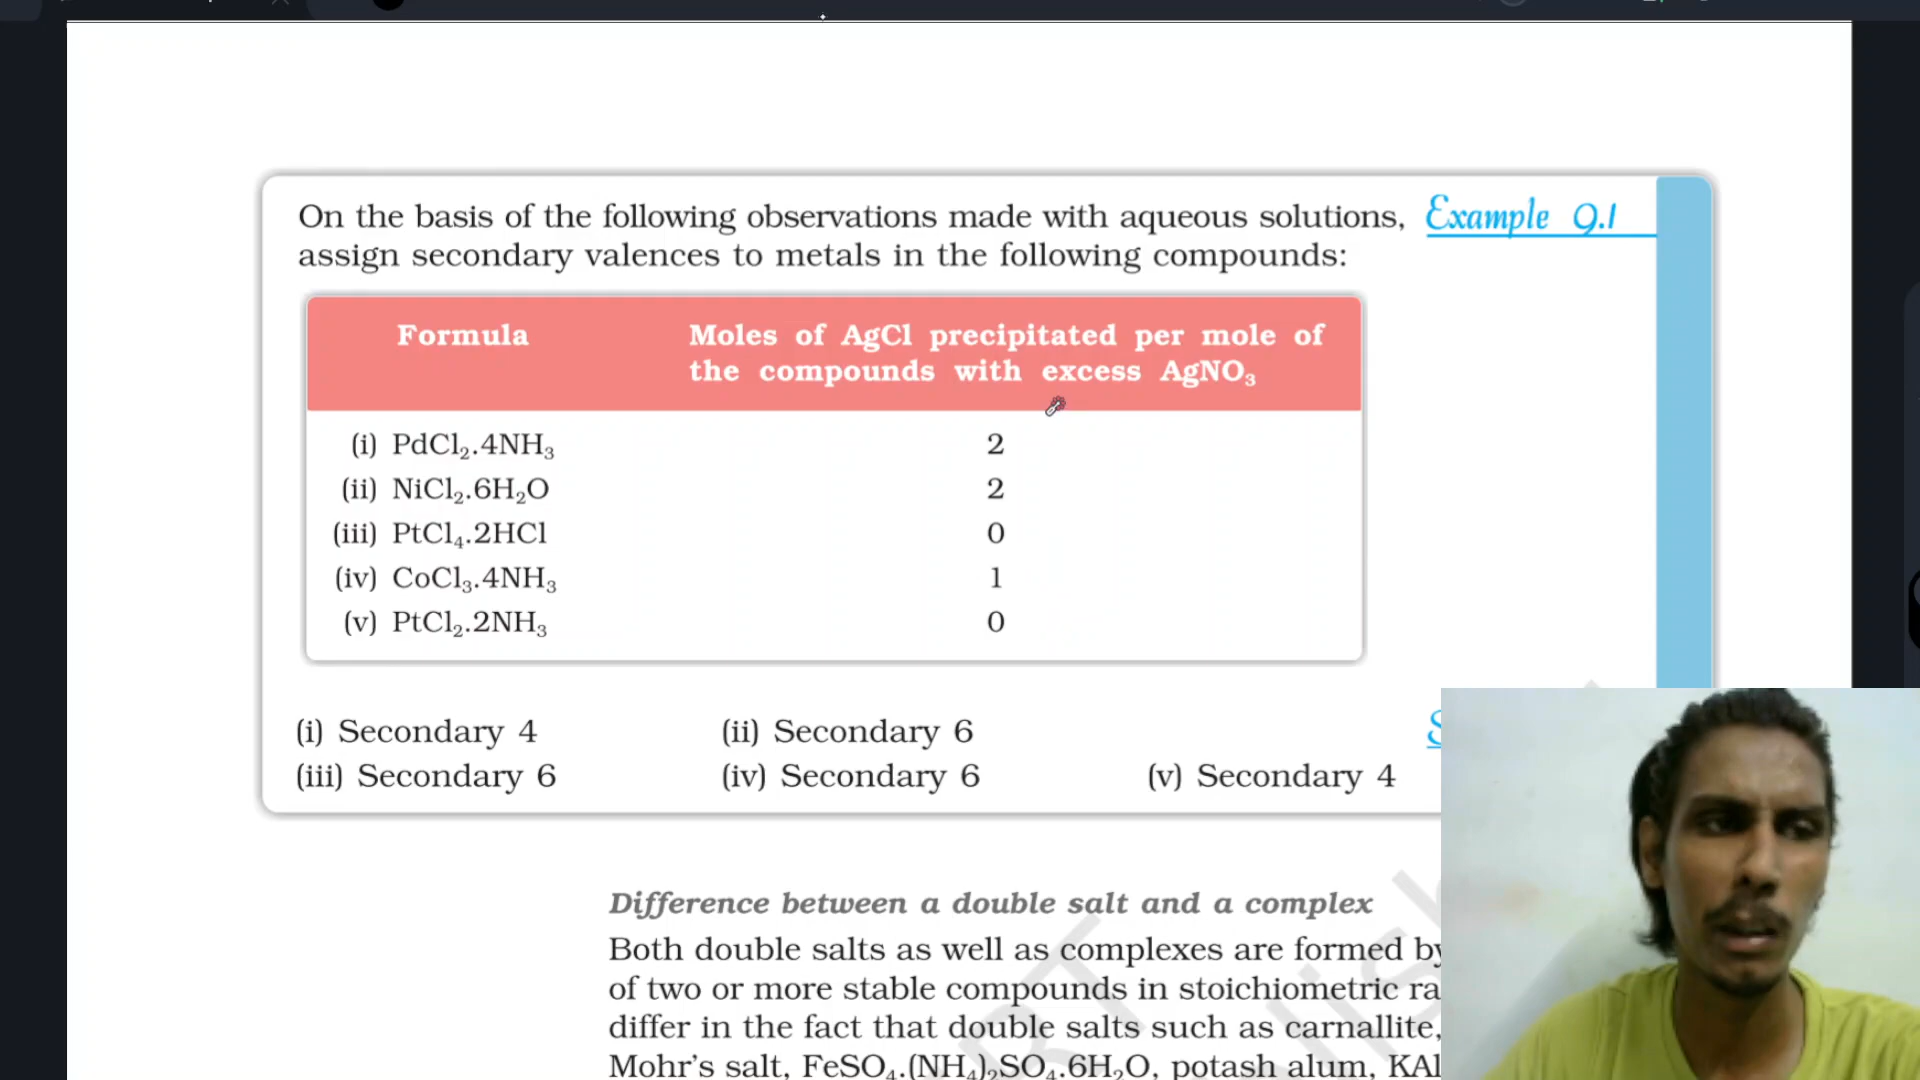 On the basis of the following observations made with aqueous solutions,
assign secondary valences to metals in the following compounds:
Example 9.1
Formula
Moles of AgCl precipitated per mole of
the compounds with excess AgNO₃
(i) PdCl₂.4NH₃ 2
(ii) NiCl₂.6H₂O 2
(iii) PtCl₄.2HCl 0
(iv) CoCl₃.4NH₃ 1
(v) PtCl₂.2NH₃ 0
(i) Secondary 4 (ii) Secondary 6
(iii) Secondary 6 (iv) Secondary 6 (v) Secondary 4
Difference between a double salt and a complex
Both double salts as well as complexes are formed by
of two or more stable compounds in stoichiometric ra
differ in the fact that double salts such as carnallite,
Mohr's salt, FeSO₄.(NH₄)₂SO₄.6H₂O, potash alum, KAl